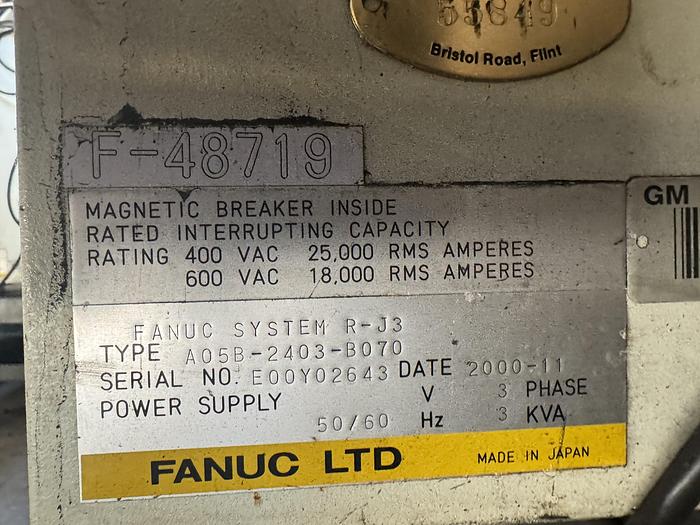 55849
Bristol Road, Flint
F-48719
GM
MAGNETIC BREAKER INSIDE
RATED INTERRUPTING CAPACITY
RATING 400 VAC 25,000 RMS AMPERES
600 VAC 18,000 RMS AMPERES
FANUC SYSTEM R-J3
TYPE A05B-2403-B070
SERIAL NO. E00Y02643 DATE 2000-11
POWER SUPPLY V 3 PHASE
50/60 Hz 3 KVA
FANUC LTD MADE IN JAPAN